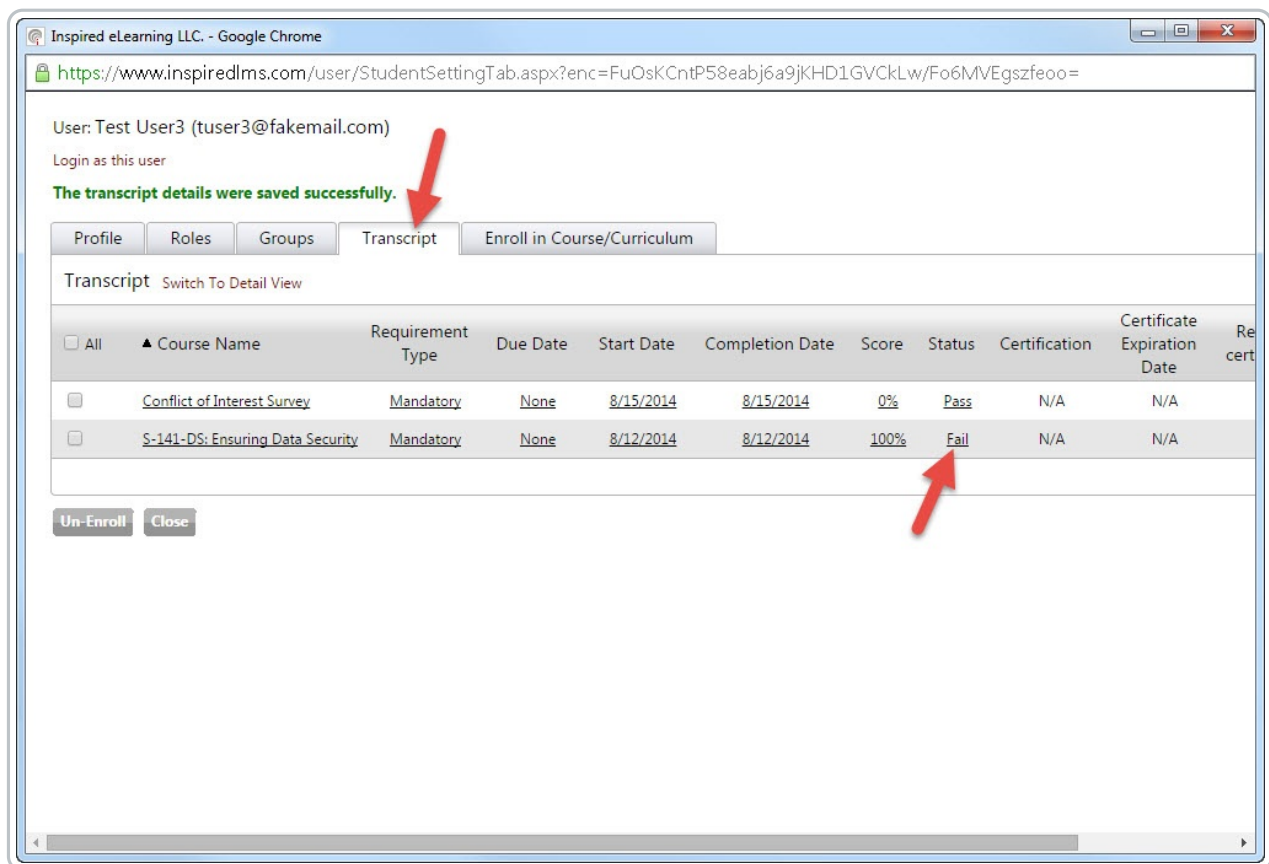 Inspired eLearning LLC. - Google Chrome
https://www.inspiredlms.com/user/StudentSettingTab.aspx?enc=FuOsKCntP58eabj6a9jKHD1GVCkLw/Fo6MVEgszfeoo=
User: Test User3 (tuser3@fakemail.com)
Login as this user
The transcript details were saved successfully.
Profile Roles Groups Transcript Enroll in Course/Curriculum
Transcript Switch To Detail View
All ▲ Course Name Requirement Type Due Date Start Date Completion Date Score Status Certification Certificate Expiration Date Re cert
Conflict of Interest Survey Mandatory None 8/15/2014 8/15/2014 0% Pass N/A N/A
S-141-DS: Ensuring Data Security Mandatory None 8/12/2014 8/12/2014 100% Fail N/A N/A
Un-Enroll Close